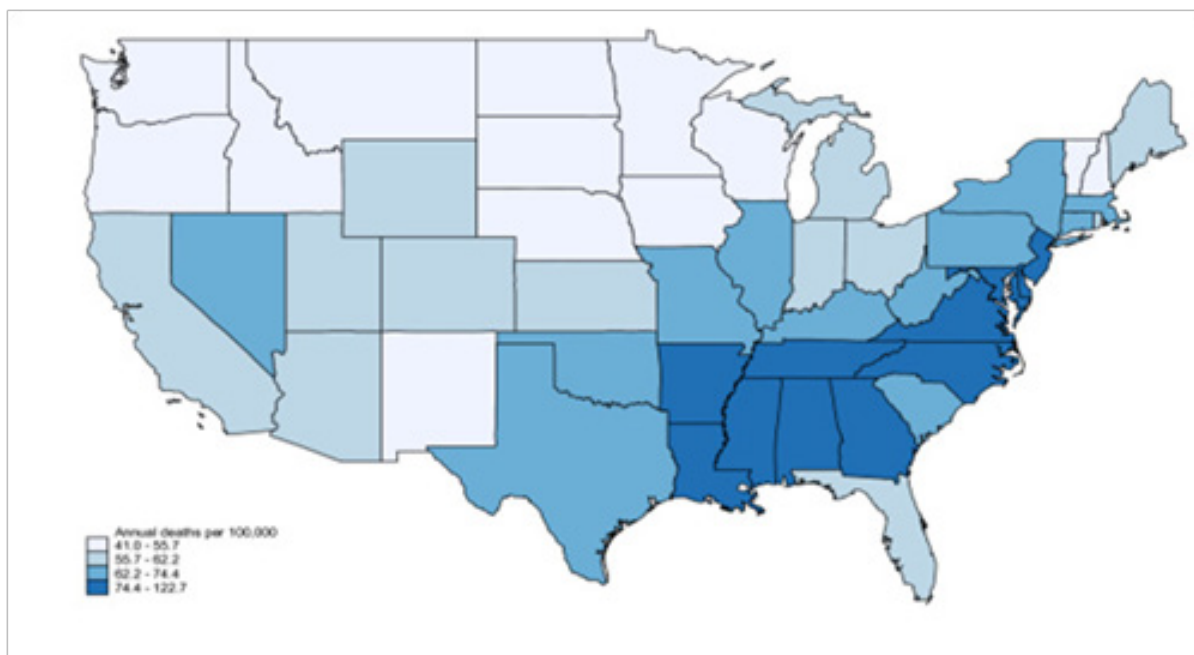 Annual deaths per 100,000
41.0 - 55.7
55.7 - 62.2
62.2 - 74.4
74.4 - 122.7